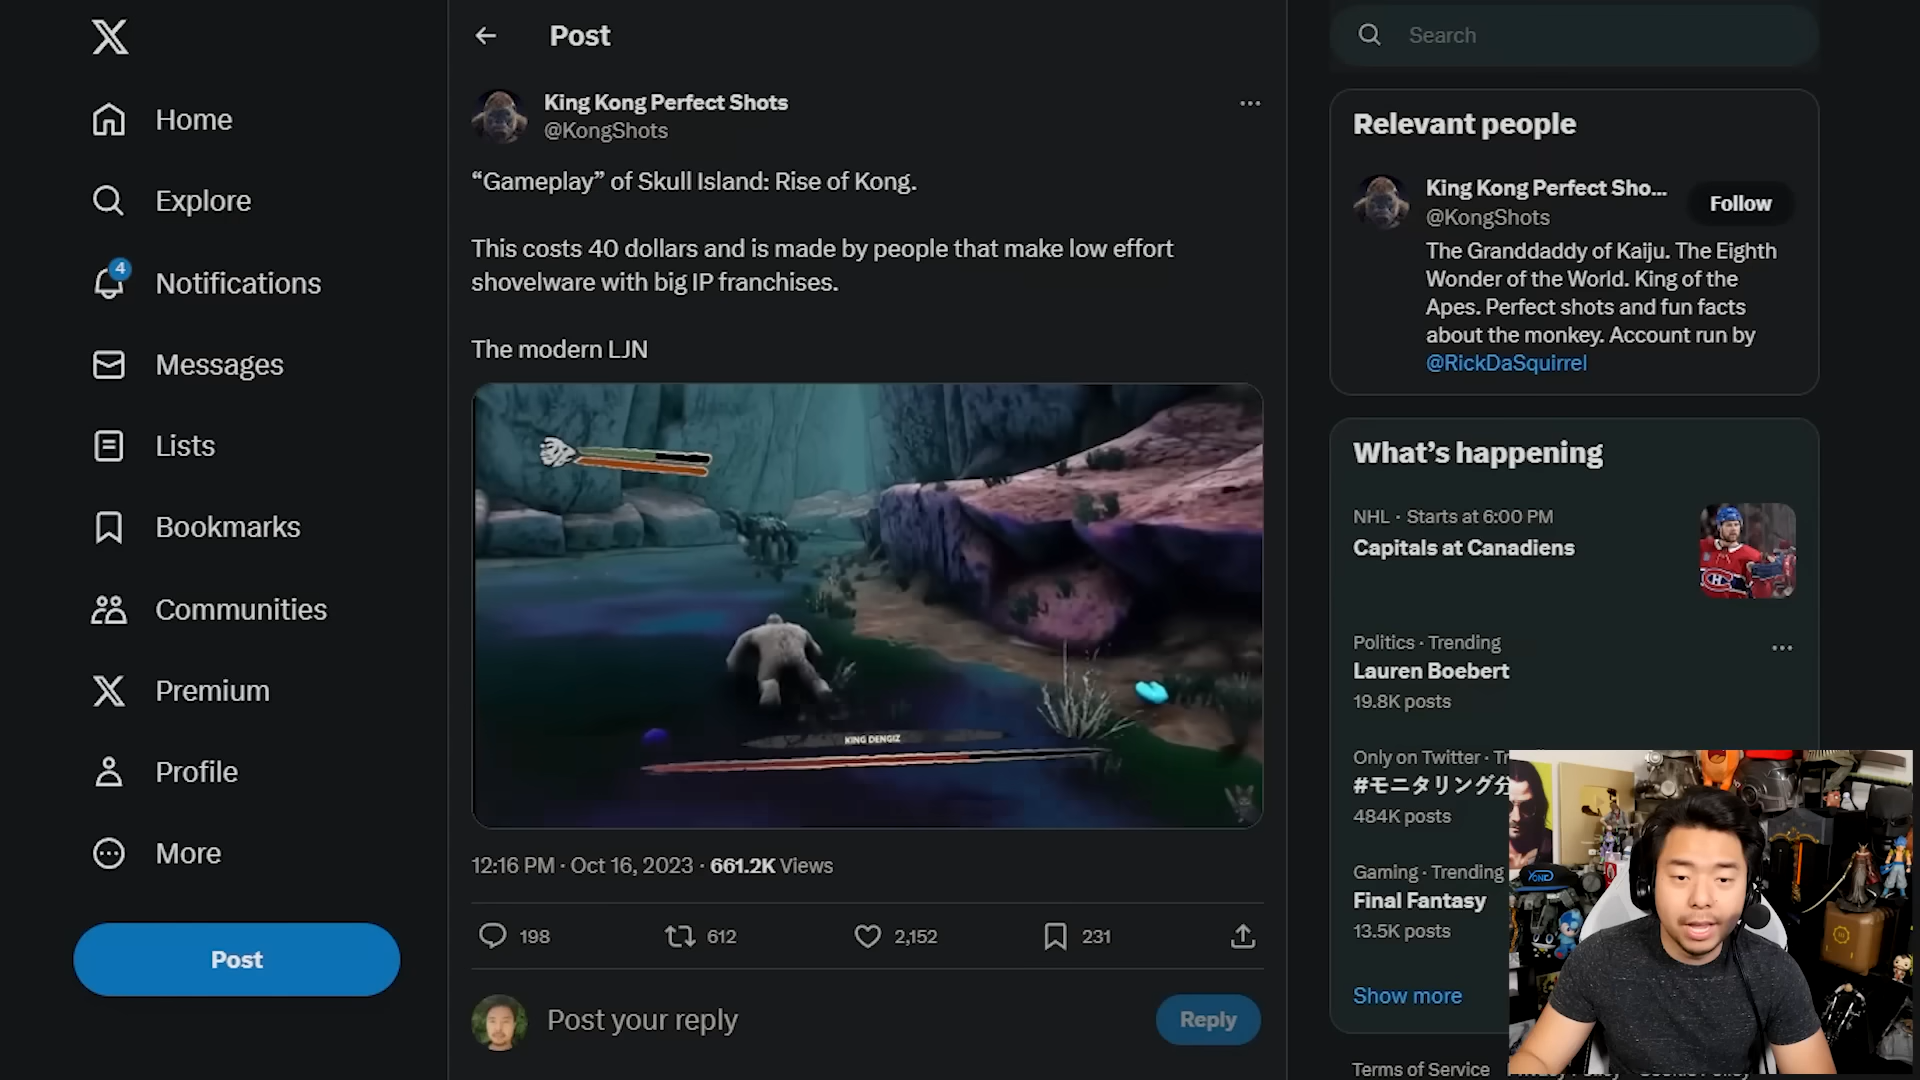 Home
Explore
4
Notifications
Messages
Lists
Bookmarks
Communities
Premium
Profile
More
Post
Post
King Kong Perfect Shots
@KongShots
“Gameplay” of Skull Island: Rise of Kong.
This costs 40 dollars and is made by people that make low effort
shovelware with big IP franchises.
The modern LJN
KING DENGIZ
12:16 PM · Oct 16, 2023 · 661.2K Views
198
612
2,152
231
Post your reply
Reply
Search
Relevant people
King Kong Perfect Sho...
@KongShots
Follow
The Granddaddy of Kaiju. The Eighth
Wonder of the World. King of the
Apes. Perfect shots and fun facts
about the monkey. Account run by
@RickDaSquirrel
What’s happening
NHL · Starts at 6:00 PM
Capitals at Canadiens
Politics · Trending
Lauren Boebert
19.8K posts
Only on Twitter · Tr
#モニタリング分
484K posts
Gaming · Trending
Final Fantasy
13.5K posts
Show more
Terms of Service